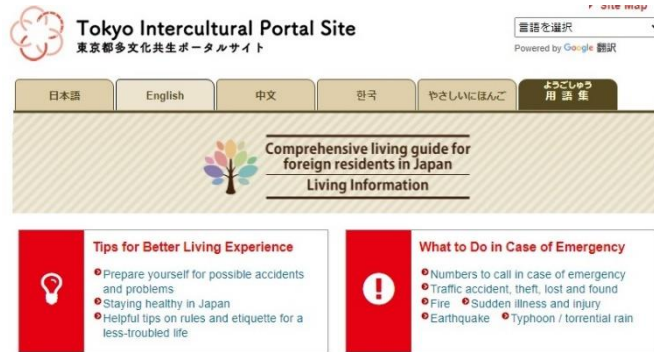 Site Map
Tokyo Intercultural Portal Site
東京都多文化共生ポータルサイト
言語を選択
Powered by Google 翻訳
日本語
English
中文
한국
やさしいにほんご
ようごしゅう
用語集
Comprehensive living guide for
foreign residents in Japan
Living Information
Tips for Better Living Experience
Prepare yourself for possible accidents
and problems
Staying healthy in Japan
Helpful tips on rules and etiquette for a
less-troubled life
What to Do in Case of Emergency
Numbers to call in case of emergency
Traffic accident, theft, lost and found
Fire Sudden illness and injury
Earthquake Typhoon / torrential rain